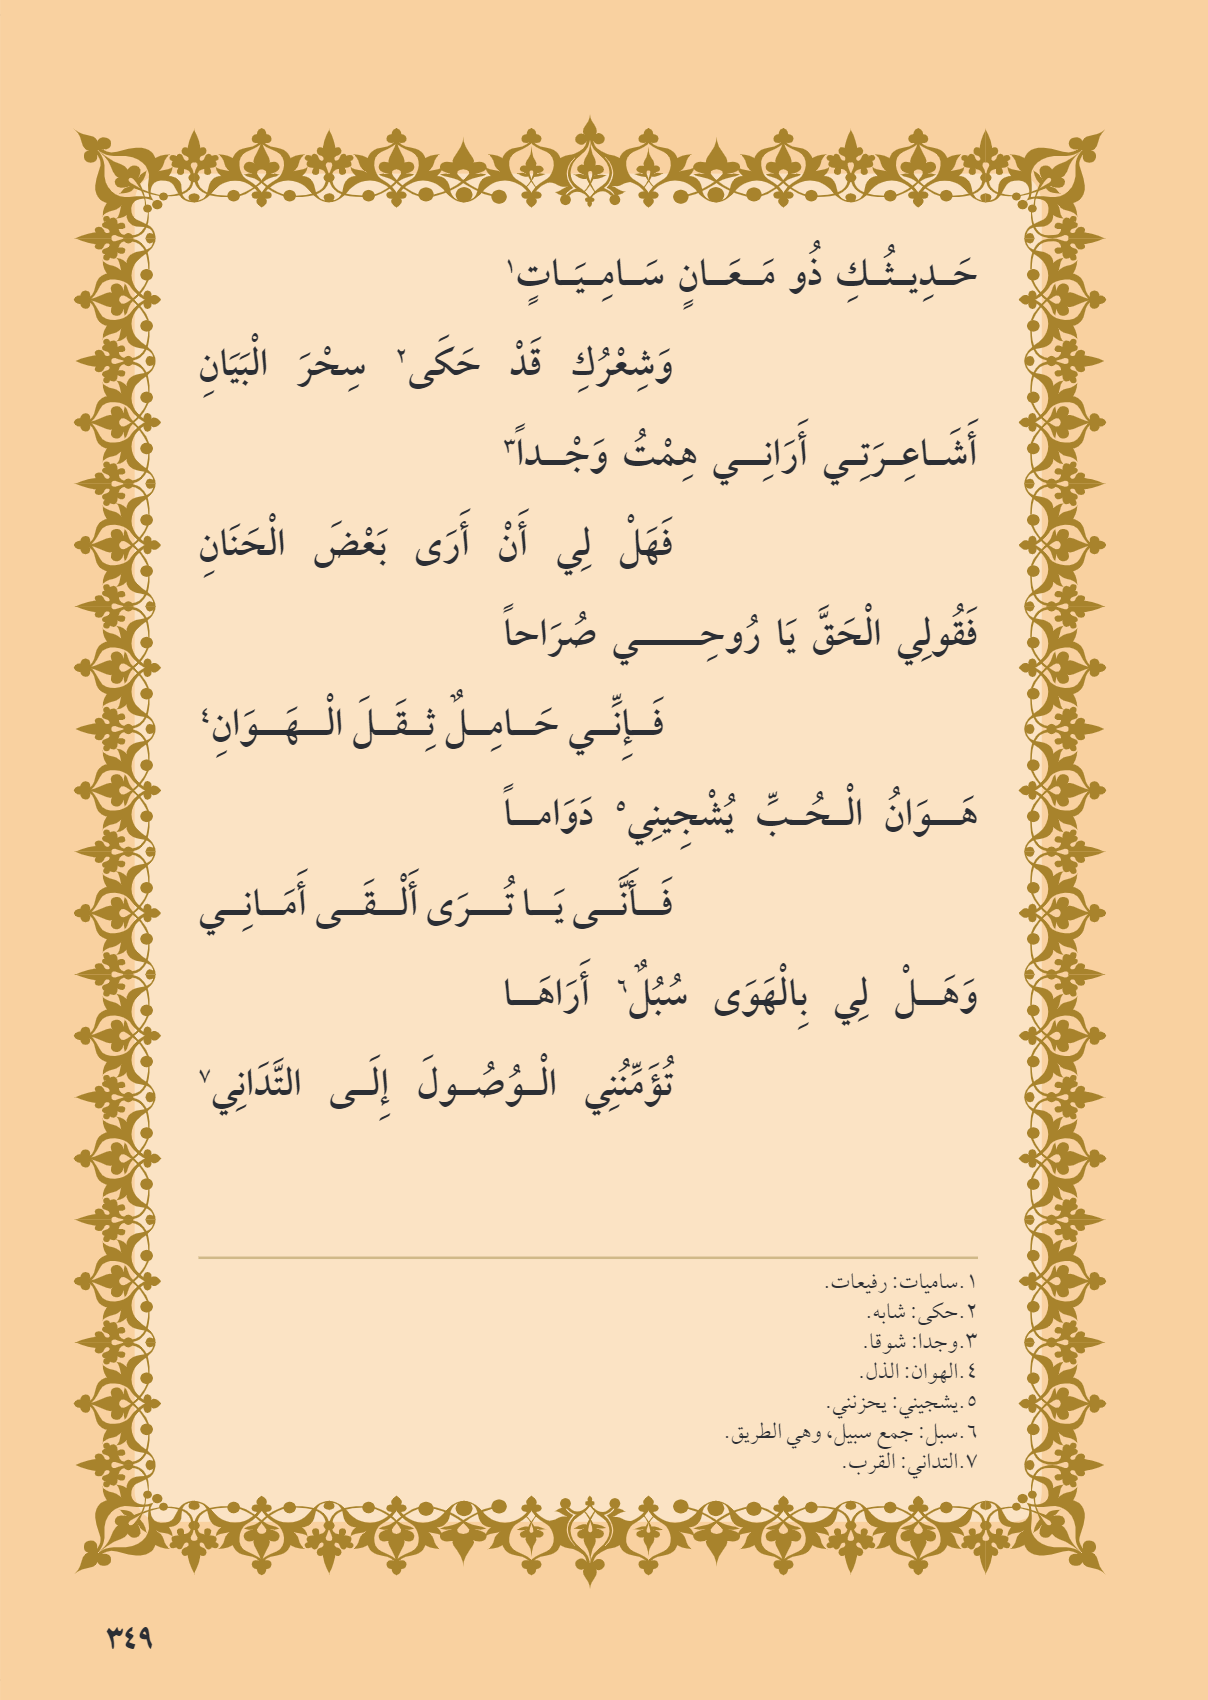 حَدِيثُكِ ذُو مَعَانٍ سَامِيَاتٍ١
وَشِعْرُكِ قَدْ حَكَى٢ سِحْرَ الْبَيَانِ
أَشَاعِرَتِي أَرَانِي هِمْتُ وَجْداً٣
فَهَلْ لِي أَنْ أَرَى بَعْضَ الْحَنَانِ
فَقُولِي الْحَقَّ يَا رُوحِي صُرَاحاً
فَإِنِّي حَامِلٌ ثِقَلَ الْهَوَانِ٤
هَوَانُ الْحُبِّ يُشْجِينِي٥ دَوَاماً
فَأَنَّى يَا تُرَى أَلْقَى أَمَانِي
وَهَلْ لِي بِالْهَوَى سُبُلٌ٦ أَرَاهَا
تُؤَمِّنُنِي الْوُصُولَ إِلَى التَّدَانِي٧
١.ساميات: رفيعات.
٢.حكى: شابه.
٣.وجدا: شوقا.
٤.الهوان: الذل.
٥.يشجيني: يحزنني.
٦.سبل: جمع سبيل، وهي الطريق.
٧.التداني: القرب.
٣٤٩